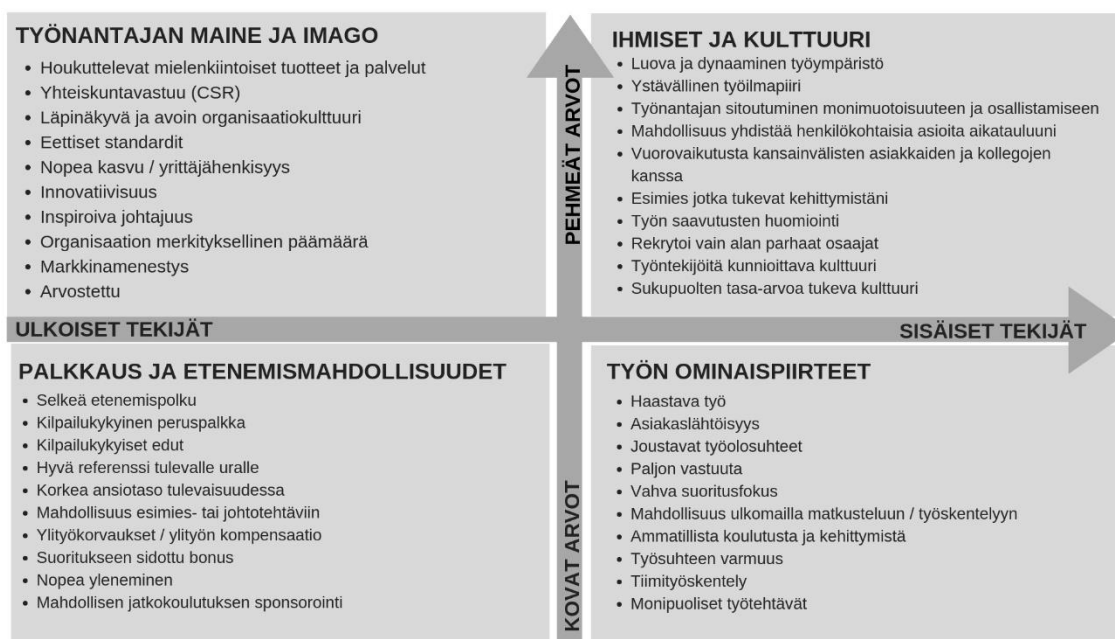 TYÖNANTAJAN MAINE JA IMAGO
• Houkuttelevat mielenkiintoiset tuotteet ja palvelut
• Yhteiskuntavastuu (CSR)
• Läpinäkyvä ja avoin organisaatiokulttuuri
• Eettiset standardit
• Nopea kasvu / yrittäjähenkisyys
• Innovatiivisuus
• Inspiroiva johtajuus
• Organisaation merkityksellinen päämäärä
• Markkinamenestys
• Arvostettu
PEHMEÄT ARVOT
IHMISET JA KULTTUURI
• Luova ja dynaaminen työympäristö
• Ystävällinen työilmapiiri
• Työnantajan sitoutuminen monimuotoisuuteen ja osallistamiseen
• Mahdollisuus yhdistää henkilökohtaisia asioita aikatauluuni
• Vuorovaikutusta kansainvälisten asiakkaiden ja kollegojen
kanssa
• Esimies jotka tukevat kehittymistäni
• Työn saavutusten huomiointi
• Rekrytoi vain alan parhaat osaajat
• Työntekijöitä kunnioittava kulttuuri
• Sukupuolten tasa-arvoa tukeva kulttuuri
ULKOISET TEKIJÄT
SISÄISET TEKIJÄT
PALKKAUS JA ETENEMISMAHDOLLISUUDET
• Selkeä etenemispolku
• Kilpailukykyinen peruspalkka
• Kilpailukykyiset edut
• Hyvä referenssi tulevalle uralle
• Korkea ansiotaso tulevaisuudessa
• Mahdollisuus esimies- tai johtotehtäviin
• Ylityökorvaukset / ylityön kompensaatio
• Suoritukseen sidottu bonus
• Nopea yleneminen
• Mahdollisen jatkokoulutuksen sponsorointi
KOVAT ARVOT
TYÖN OMINAISPIIRTEET
• Haastava työ
• Asiakaslähtöisyys
• Joustavat työolosuhteet
• Paljon vastuuta
• Vahva suoritusfokus
• Mahdollisuus ulkomailla matkusteluun / työskentelyyn
• Ammatillista koulutusta ja kehittymistä
• Työsuhteen varmuus
• Tiimityöskentely
• Monipuoliset työtehtävät